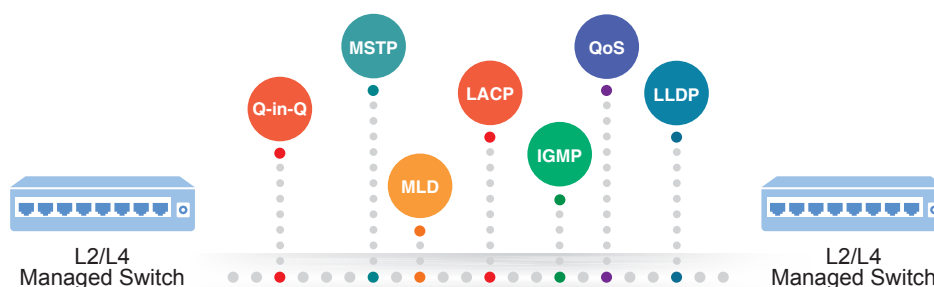 MSTP
QoS
Q-in-Q
LACP
LLDP
IGMP
MLD
L2/L4
Managed Switch
L2/L4
Managed Switch